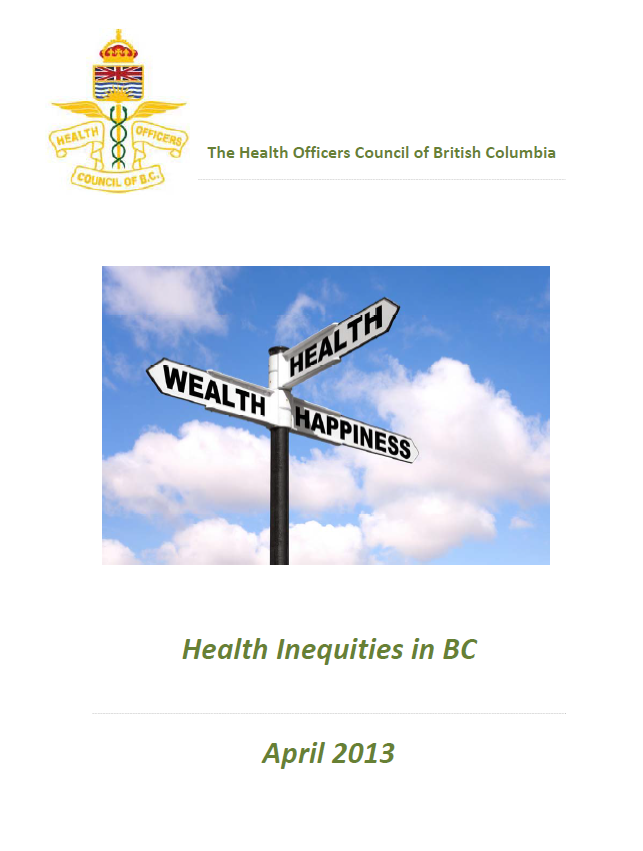 HEALTH OFFICERS
COUNCIL OF B.C.
The Health Officers Council of British Columbia
HEALTH
WEALTH
HAPPINESS
Health Inequities in BC
April 2013